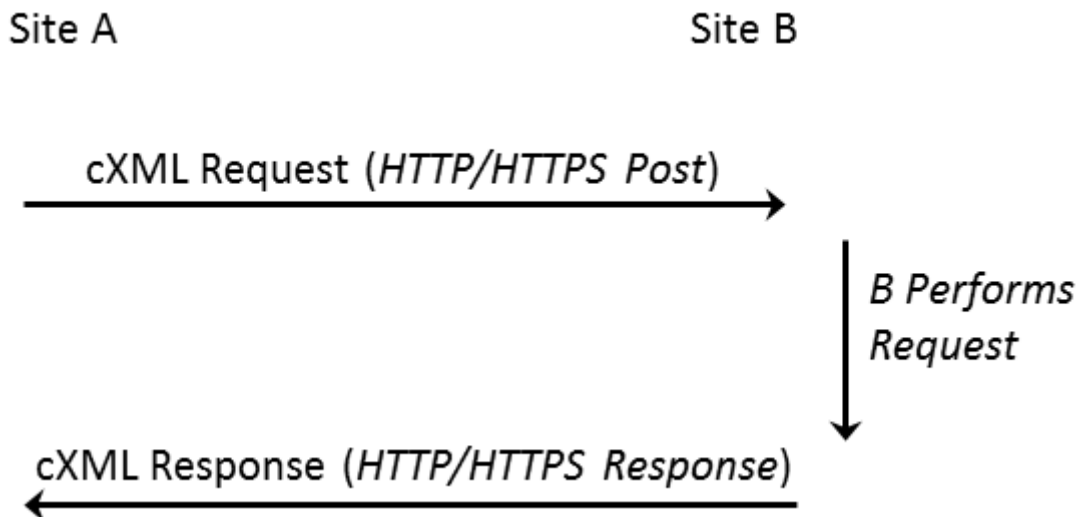 Site A
Site B
cXML Request (HTTP/HTTPS Post)
B Performs
Request
cXML Response (HTTP/HTTPS Response)